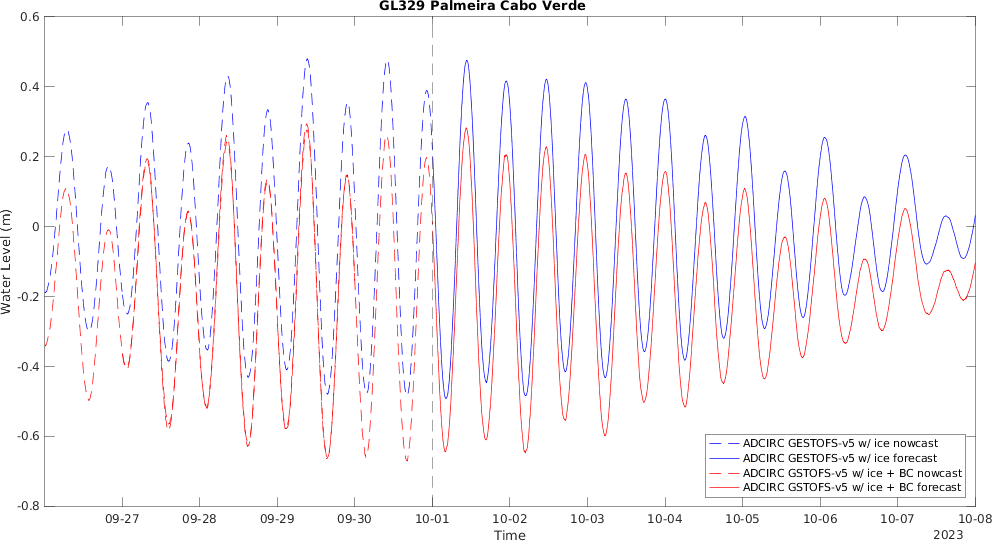 GL329 Palmeira Cabo Verde
0.6
0.4
0.2
0
-0.2
-0.4
-0.6
-0.8
Water Level (m)
ADCIRC GESTOFS-v5 w/ ice nowcast
ADCIRC GESTOFS-v5 w/ ice forecast
ADCIRC GSTOFS-v5 w/ ice + BC nowcast
ADCIRC GSTOFS-v5 w/ ice + BC forecast
09-27 09-28 09-29 09-30 10-01 10-02 10-03 10-04 10-05 10-06 10-07 10-08
Time
2023